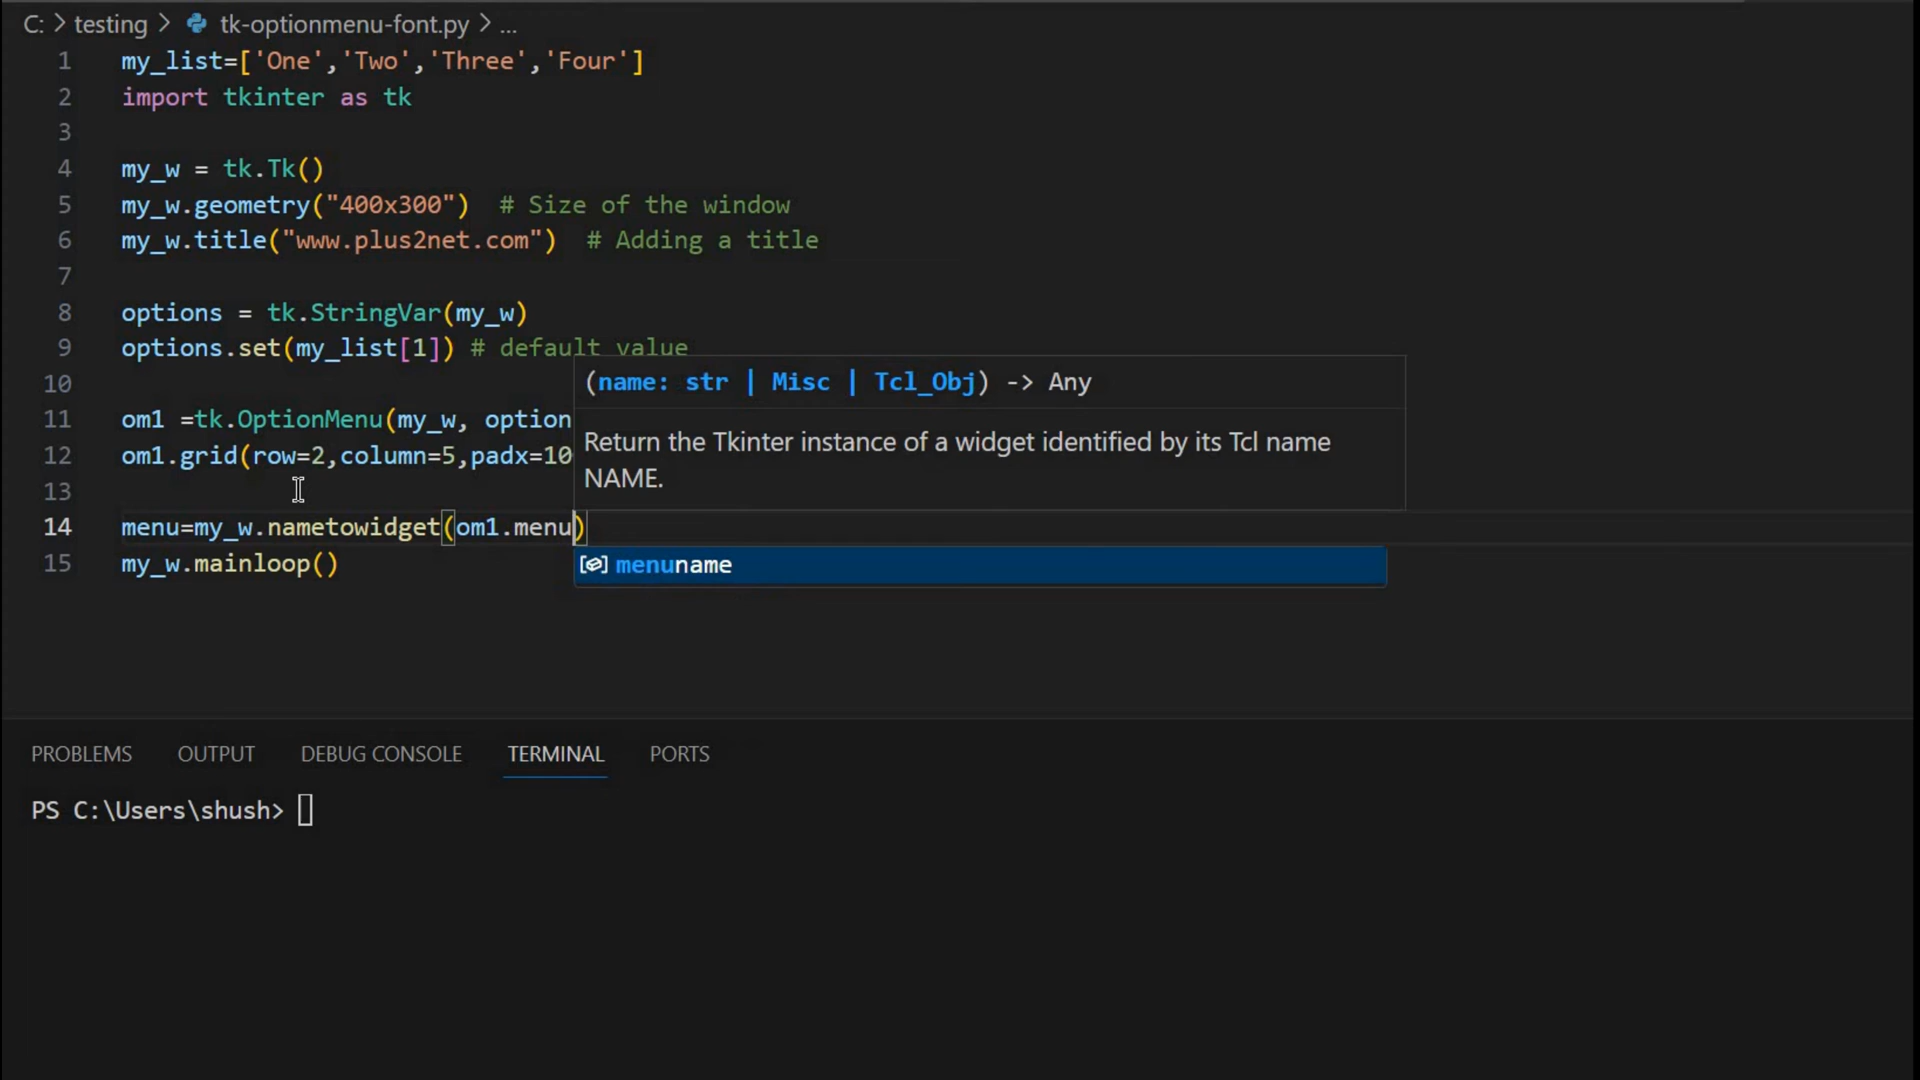 C: > testing > tk-optionmenu-font.py > ...
1 my_list=['One','Two','Three','Four']
2 import tkinter as tk
3
4 my_w = tk.Tk()
5 my_w.geometry("400x300")  # Size of the window
6 my_w.title("www.plus2net.com")  # Adding a title
7
8 options = tk.StringVar(my_w)
9 options.set(my_list[1]) # default value
10
(name: str | Misc | Tcl_Obj) -> Any
11 om1 =tk.OptionMenu(my_w, option
Return the Tkinter instance of a widget identified by its Tcl name
12 om1.grid(row=2,column=5,padx=10
NAME.
13
14 menu=my_w.nametowidget(om1.menu)
15 my_w.mainloop()
menuname
PROBLEMS OUTPUT DEBUG CONSOLE TERMINAL PORTS
PS C:\Users\shush>